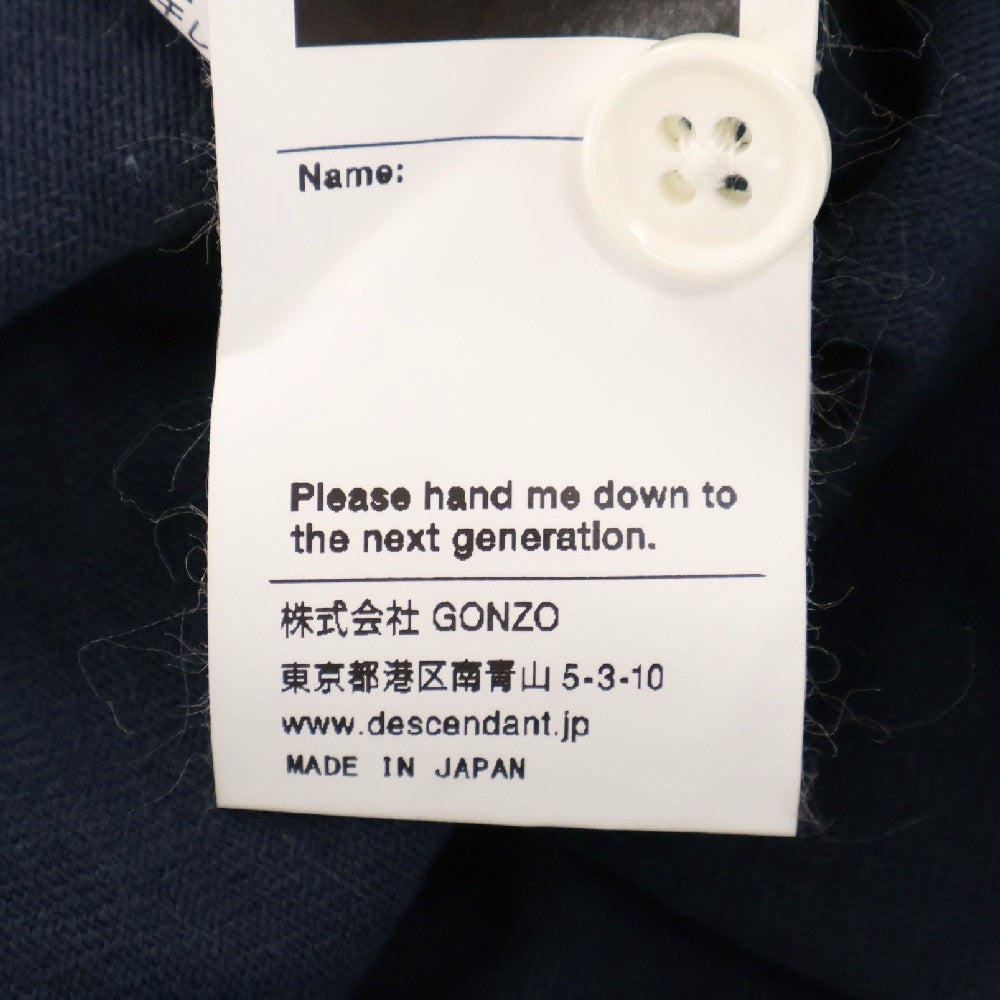 Name:
Please hand me down to
the next generation.
株式会社 GONZO
東京都港区南青山 5-3-10
www.descendant.jp
MADE IN JAPAN